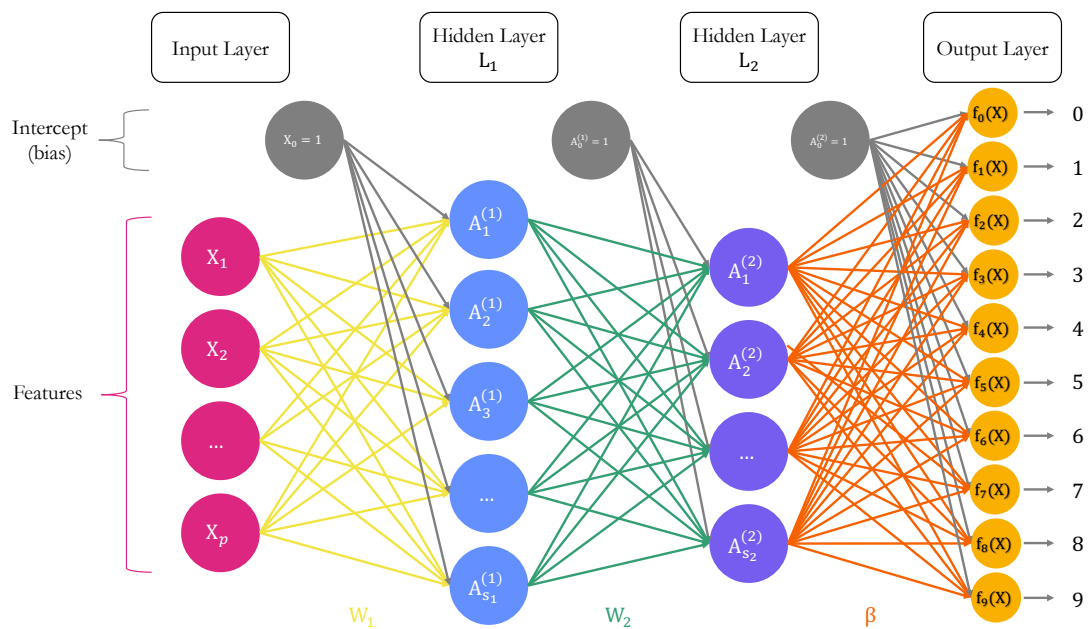 Input Layer
Hidden Layer
L₁
Hidden Layer
L₂
Output Layer
Intercept
(bias)
X₀ = 1
A₀⁽¹⁾ = 1
A₀⁽²⁾ = 1
Features
X₁
X₂
...
Xₚ
A₁⁽¹⁾
A₂⁽¹⁾
A₃⁽¹⁾
...
Aₛ₁⁽¹⁾
A₁⁽²⁾
A₂⁽²⁾
...
Aₛ₂⁽²⁾
f₀(X) 0
f₁(X) 1
f₂(X) 2
f₃(X) 3
f₄(X) 4
f₅(X) 5
f₆(X) 6
f₇(X) 7
f₈(X) 8
f₉(X) 9
W₁
W₂
β